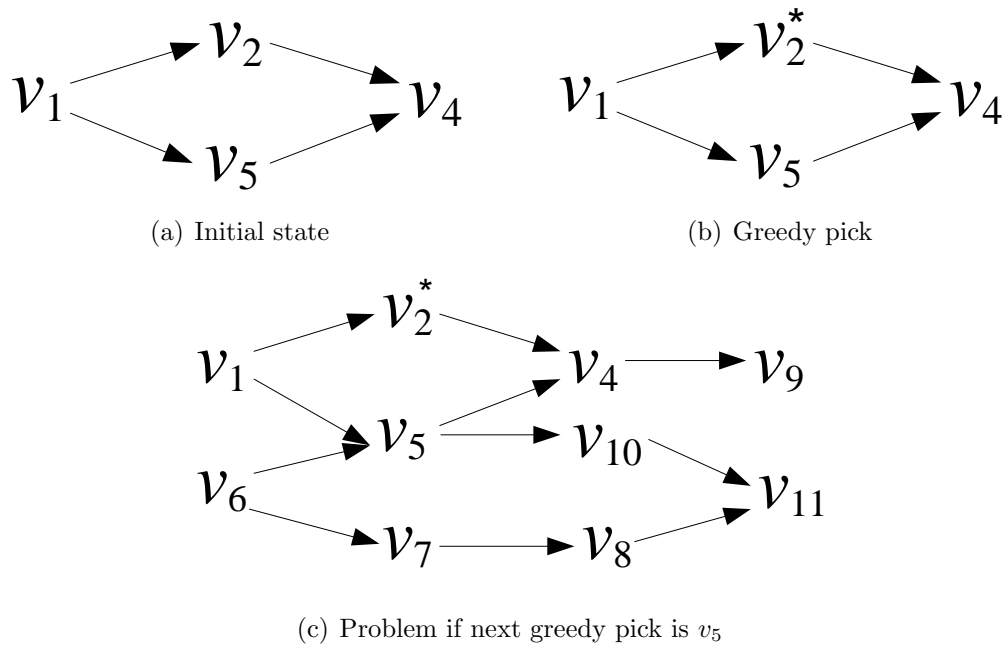 v2 v2*
v1 v4 v1 v4
v5 v5
(a) Initial state (b) Greedy pick
v2*
v1 v4 v9
v5 v10
v6 v11
v7 v8
(c) Problem if next greedy pick is v5